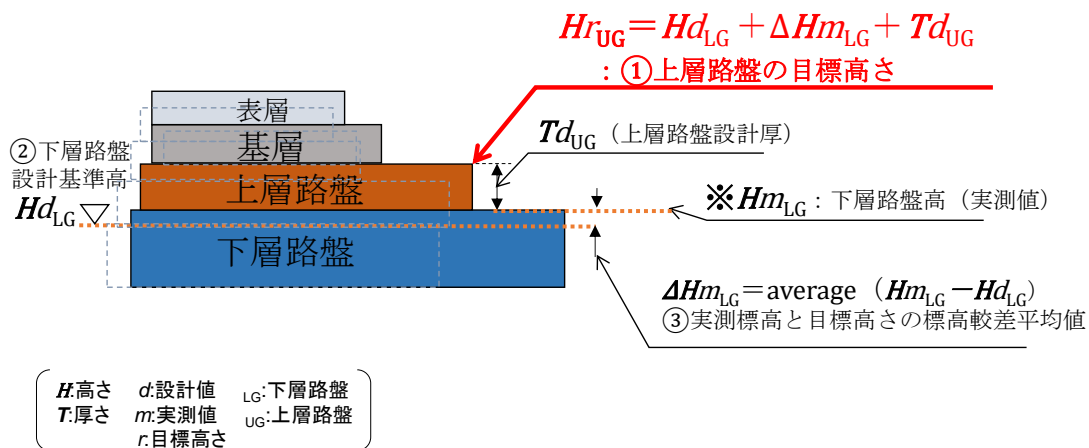 Hr_UG＝Hd_LG＋ΔHm_LG＋Td_UG
：①上層路盤の目標高さ
表層
基層
上層路盤
下層路盤
②下層路盤
設計基準高
Hd_LG ▽
Td_UG（上層路盤設計厚）
※Hm_LG：下層路盤高（実測値）
ΔHm_LG＝average（Hm_LG－Hd_LG）
③実測標高と目標高さの標高較差平均値
H:高さ d:設計値 LG:下層路盤
T:厚さ m:実測値 UG:上層路盤
r:目標高さ